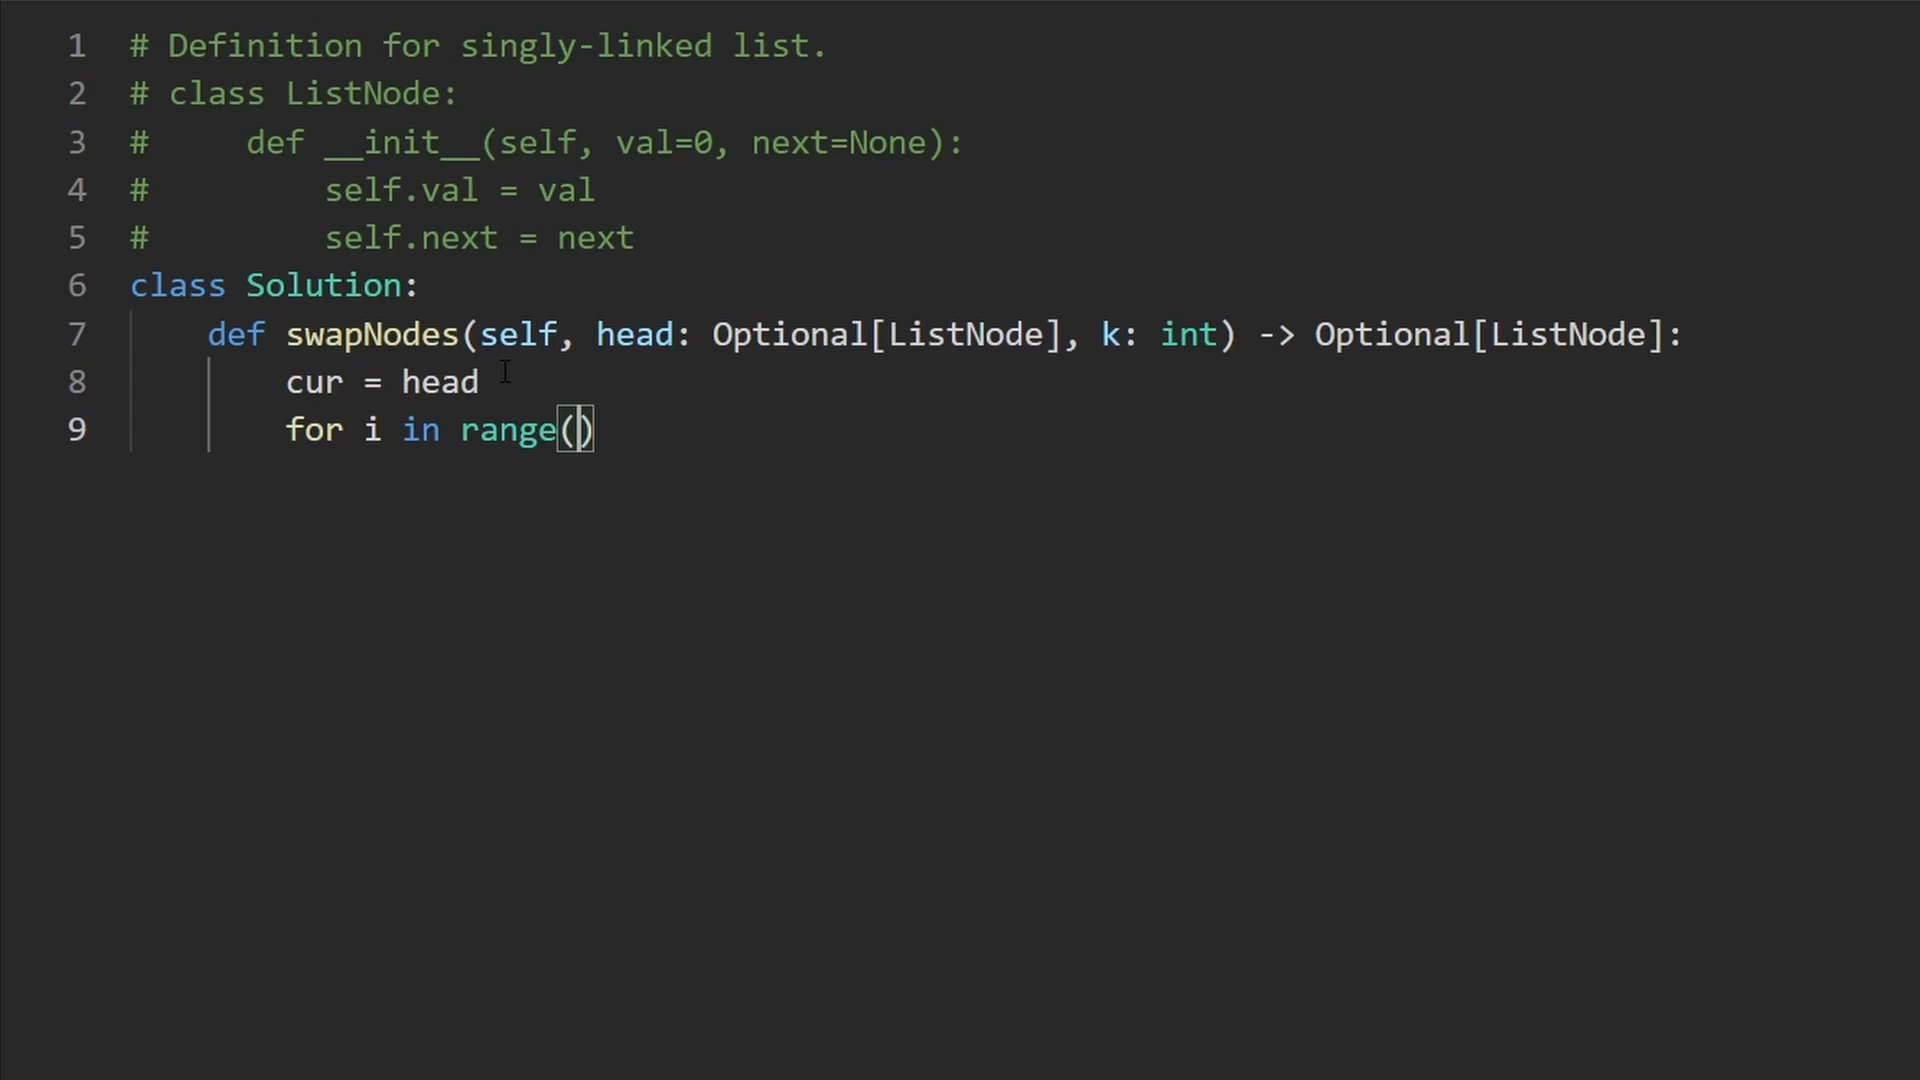 1 # Definition for singly-linked list.
2 # class ListNode:
3 #     def __init__(self, val=0, next=None):
4 #         self.val = val
5 #         self.next = next
6 class Solution:
7     def swapNodes(self, head: Optional[ListNode], k: int) -> Optional[ListNode]:
8         cur = head
9         for i in range()